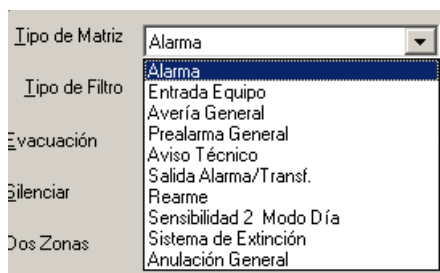 Tipo de Matriz
Alarma
Alarma
Tipo de Filtro
Entrada Equipo
Avería General
Evacuación
Prealarma General
Aviso Técnico
Salida Alarma/Transf.
Silenciar
Rearme
Sensibilidad 2 Modo Día
Dos Zonas
Sistema de Extinción
Anulación General